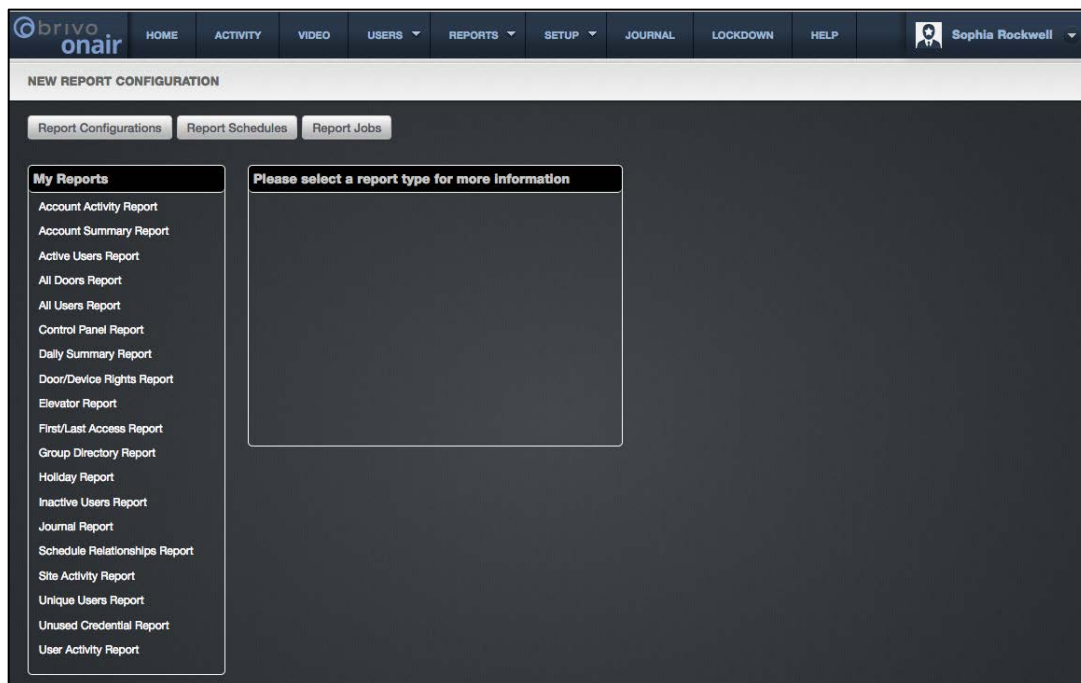 brivo
onair
HOME ACTIVITY VIDEO USERS REPORTS SETUP JOURNAL LOCKDOWN HELP Sophia Rockwell
NEW REPORT CONFIGURATION
Report Configurations Report Schedules Report Jobs
My Reports
Account Activity Report
Account Summary Report
Active Users Report
All Doors Report
All Users Report
Control Panel Report
Daily Summary Report
Door/Device Rights Report
Elevator Report
First/Last Access Report
Group Directory Report
Holiday Report
Inactive Users Report
Journal Report
Schedule Relationships Report
Site Activity Report
Unique Users Report
Unused Credential Report
User Activity Report
Please select a report type for more information